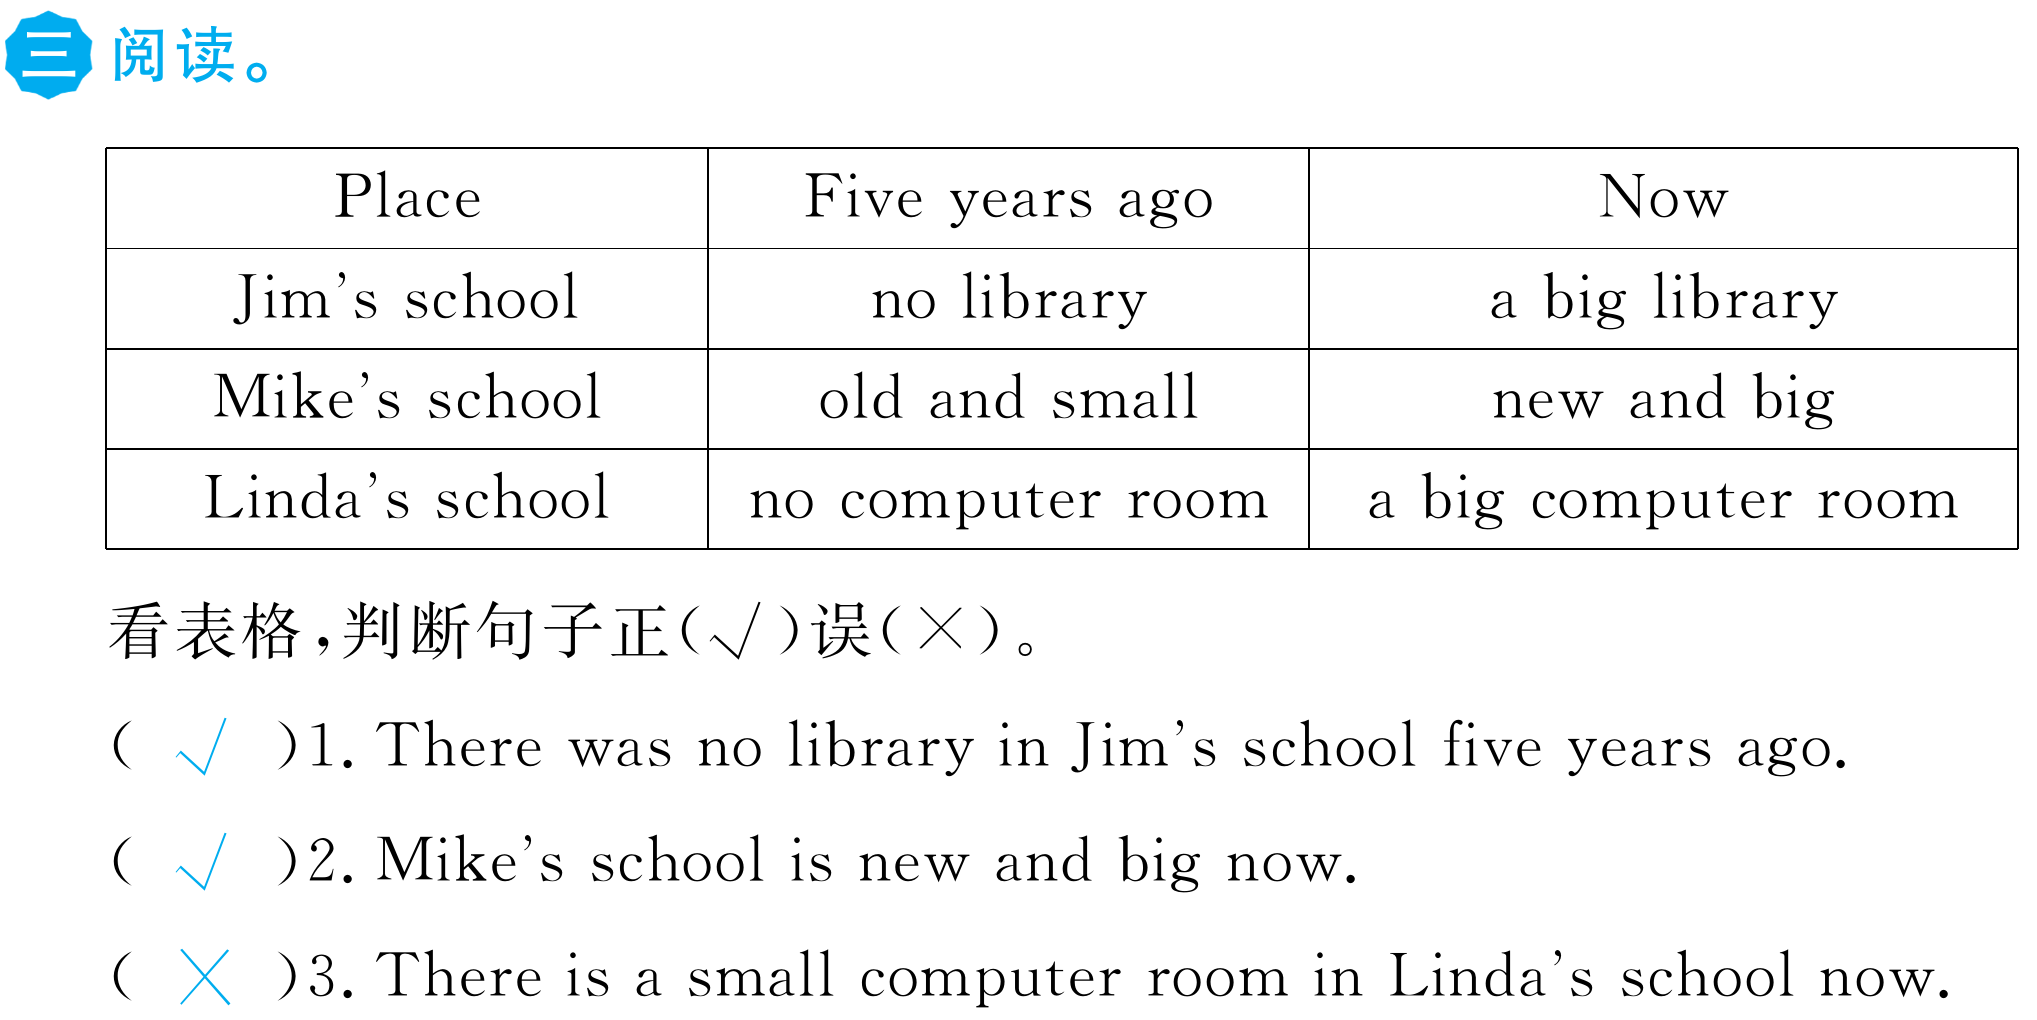 三 阅读。
Place Five years ago Now
Jim’s school no library a big library
Mike’s school old and small new and big
Linda’s school no computer room a big computer room
看表格,判断句子正(√)误(×)。
( √ )1. There was no library in Jim’s school five years ago.
( √ )2. Mike’s school is new and big now.
( × )3. There is a small computer room in Linda’s school now.